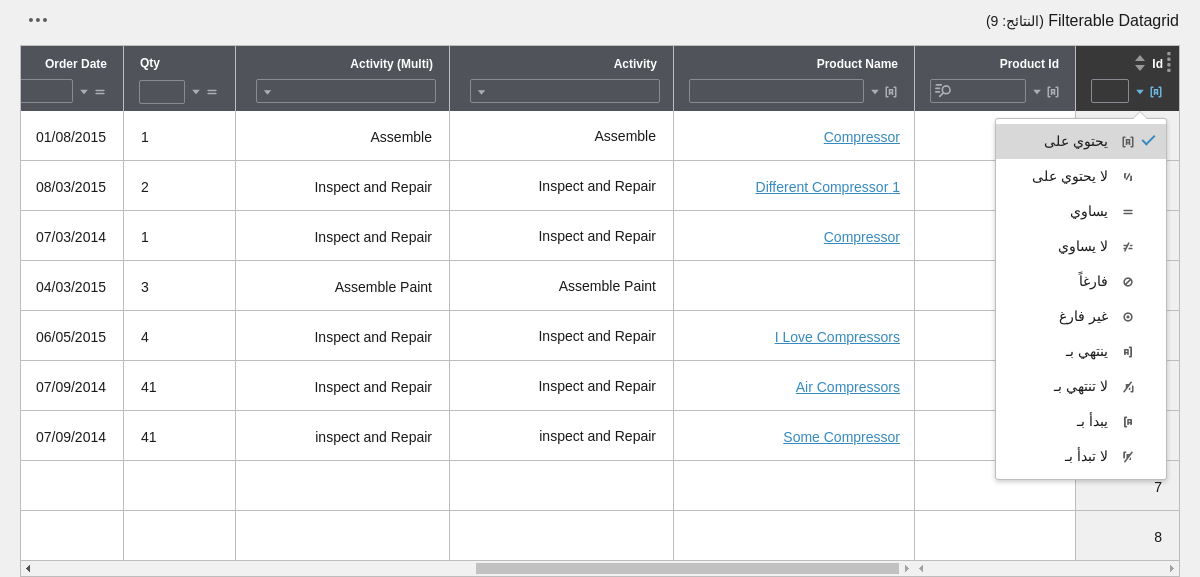 Filterable Datagrid (النتائج: 9)
Id Product Id Product Name Activity Activity (Multi) Qty Order Date
Compressor Assemble Assemble 1 01/08/2015
Different Compressor 1 Inspect and Repair Inspect and Repair 2 08/03/2015
Compressor Inspect and Repair Inspect and Repair 1 07/03/2014
Assemble Paint Assemble Paint 3 04/03/2015
I Love Compressors Inspect and Repair Inspect and Repair 4 06/05/2015
Air Compressors Inspect and Repair Inspect and Repair 41 07/09/2014
Some Compressor inspect and Repair inspect and Repair 41 07/09/2014
7
8
يحتوي على
لا يحتوي على
يساوي
لا يساوي
فارغاً
غير فارغ
ينتهي بـ
لا تنتهي بـ
يبدأ بـ
لا تبدأ بـ